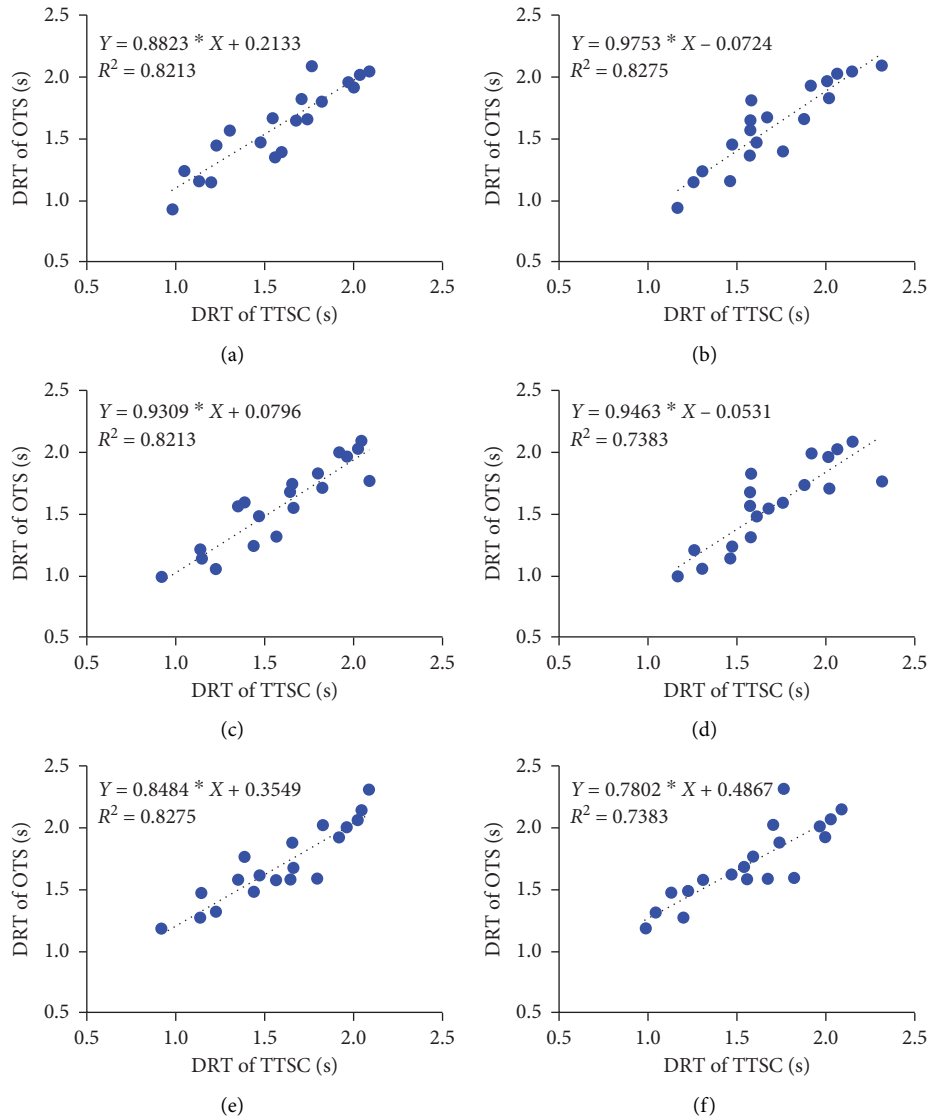 Y = 0.8823 * X + 0.2133
R² = 0.8213
DRT of OTS (s)
2.5
2.0
1.5
1.0
0.5
0.5 1.0 1.5 2.0 2.5
DRT of TTSC (s)
(a)
Y = 0.9753 * X – 0.0724
R² = 0.8275
DRT of OTS (s)
2.5
2.0
1.5
1.0
0.5
0.5 1.0 1.5 2.0 2.5
DRT of TTSC (s)
(b)
Y = 0.9309 * X + 0.0796
R² = 0.8213
DRT of OTS (s)
2.5
2.0
1.5
1.0
0.5
0.5 1.0 1.5 2.0 2.5
DRT of TTSC (s)
(c)
Y = 0.9463 * X – 0.0531
R² = 0.7383
DRT of OTS (s)
2.5
2.0
1.5
1.0
0.5
0.5 1.0 1.5 2.0 2.5
DRT of TTSC (s)
(d)
Y = 0.8484 * X + 0.3549
R² = 0.8275
DRT of OTS (s)
2.5
2.0
1.5
1.0
0.5
0.5 1.0 1.5 2.0 2.5
DRT of TTSC (s)
(e)
Y = 0.7802 * X + 0.4867
R² = 0.7383
DRT of OTS (s)
2.5
2.0
1.5
1.0
0.5
0.5 1.0 1.5 2.0 2.5
DRT of TTSC (s)
(f)